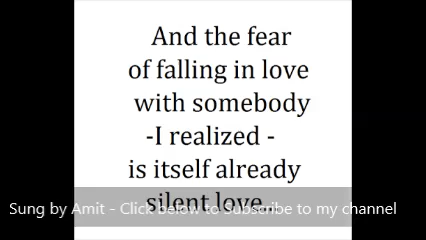 And the fear
of falling in love
with somebody
-I realized -
is itself already
silent love...
Sung by Amit - Click below to Subscribe to my channel